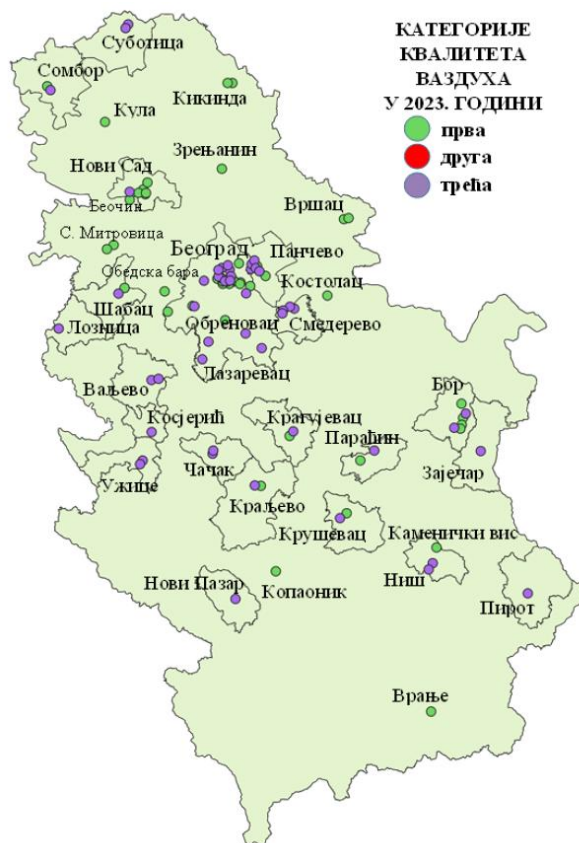 КАТЕГОРИЈЕ
КВАЛИТЕТА
ВАЗДУХА
У 2023. ГОДИНИ
прва
друга
трећа
Суботица
Сомбор
Кикинда
Кула
Зрењанин
Нови Сад
Беочин
Вршац
С. Митровица
Београд
Панчево
Обедска бара
Костолац
Шабац
Обреновац
Смедерево
Лозница
Лазаревац
Ваљево
Бор
Косјерић
Крагујевац
Параћин
Чачак
Зајечар
Ужице
Краљево
Крушевац
Каменички вис
Нови Пазар
Копаоник
Ниш
Пирот
Врање